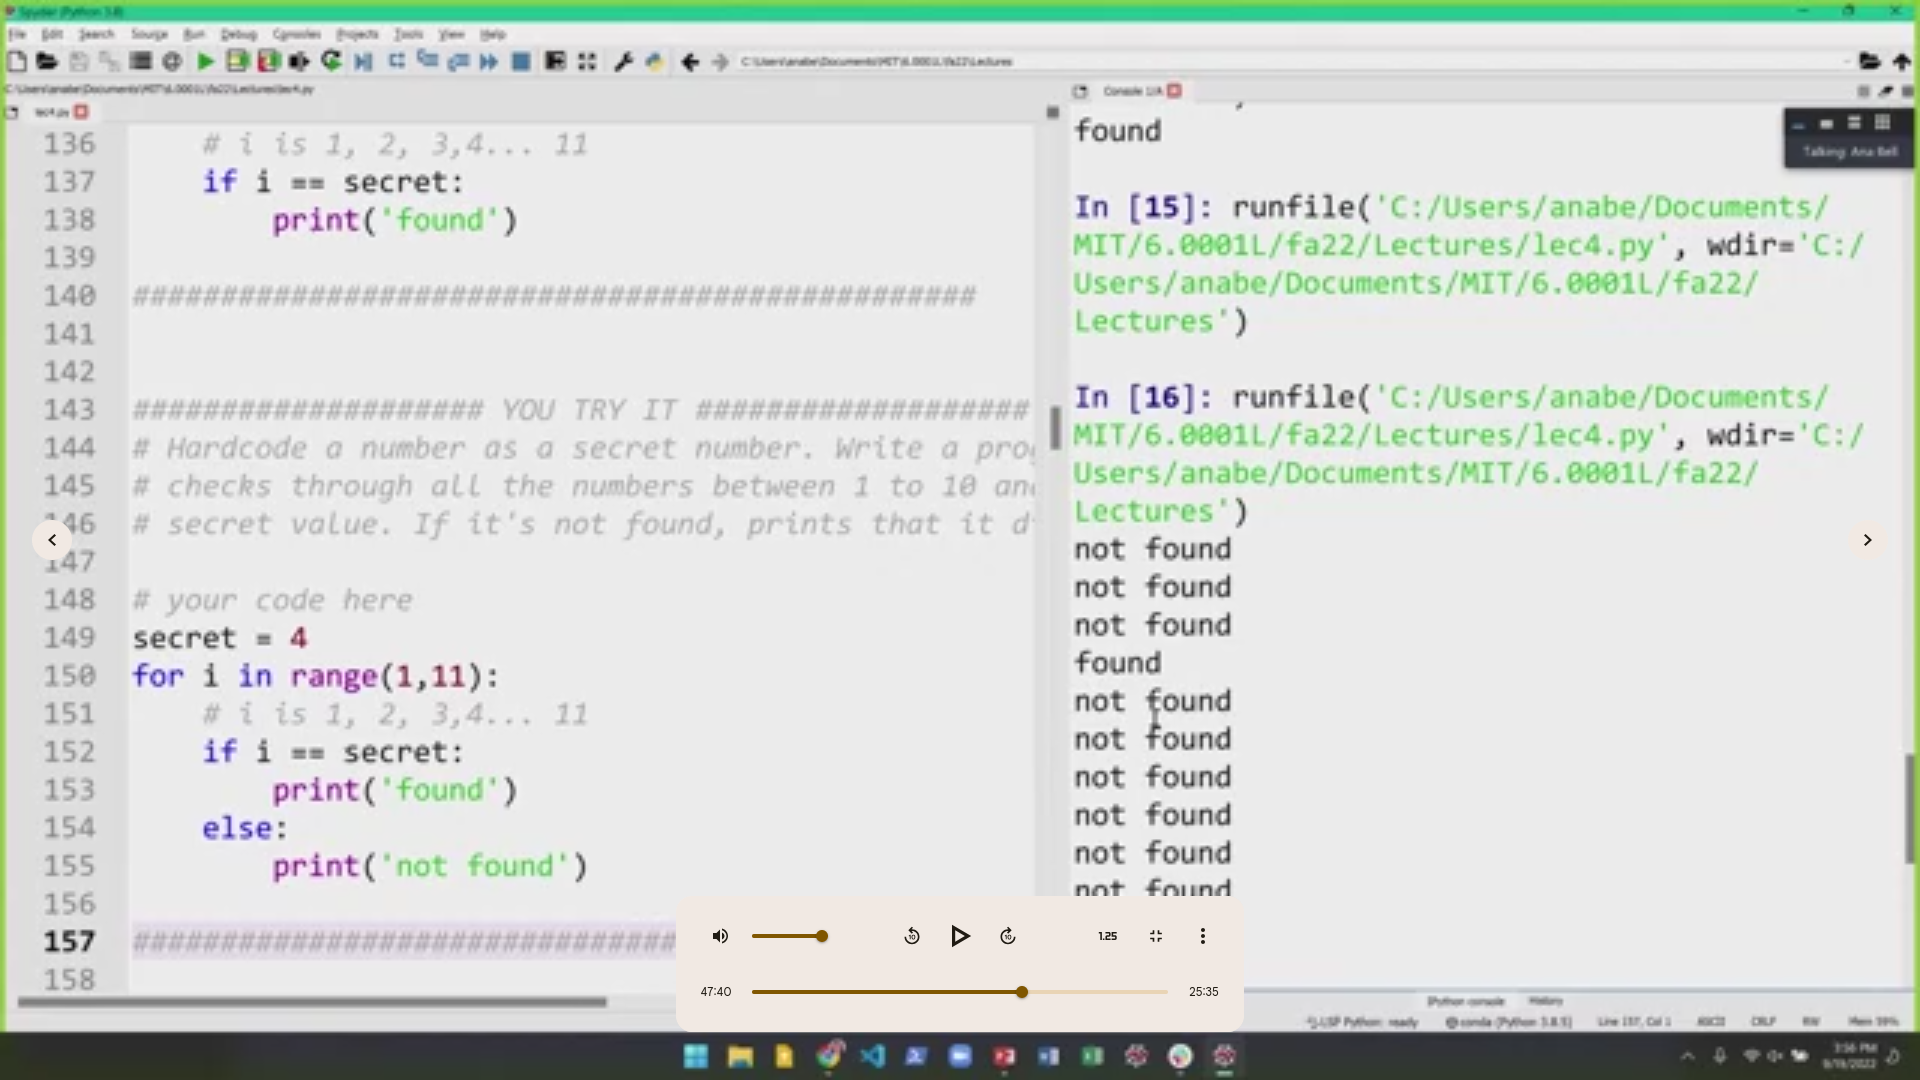 Spyder (Python 3.8)
File Edit Search Source Run Debug Consoles Projects Tools View Help
C:\Users\anabe\Documents\MIT\6.0001L\fa22\Lectures
C:\Users\anabe\Documents\MIT\6.0001L\fa22\Lectures\lec4.py
lec4.py
136 # i is 1, 2, 3,4... 11
137 if i == secret:
138 print('found')
139
140 ################################################
141
142
143 #################### YOU TRY IT ###################
144 # Hardcode a number as a secret number. Write a prog
145 # checks through all the numbers between 1 to 10 and
146 # secret value. If it's not found, prints that it d
147
148 # your code here
149 secret = 4
150 for i in range(1,11):
151 # i is 1, 2, 3,4... 11
152 if i == secret:
153 print('found')
154 else:
155 print('not found')
156
157 ###############################
158
Console 1/A
found
Talking: Ana Bell
In [15]: runfile('C:/Users/anabe/Documents/
MIT/6.0001L/fa22/Lectures/lec4.py', wdir='C:/
Users/anabe/Documents/MIT/6.0001L/fa22/
Lectures')
In [16]: runfile('C:/Users/anabe/Documents/
MIT/6.0001L/fa22/Lectures/lec4.py', wdir='C:/
Users/anabe/Documents/MIT/6.0001L/fa22/
Lectures')
not found
not found
not found
found
not found
not found
not found
not found
not found
not found
10
10
1.25
47:40
25:35
IPython console History
LSP Python: ready conda (Python 3.8.5) Line 157, Col 1 ASCII CRLF RW Mem 59%
3:56 PM
9/19/2022